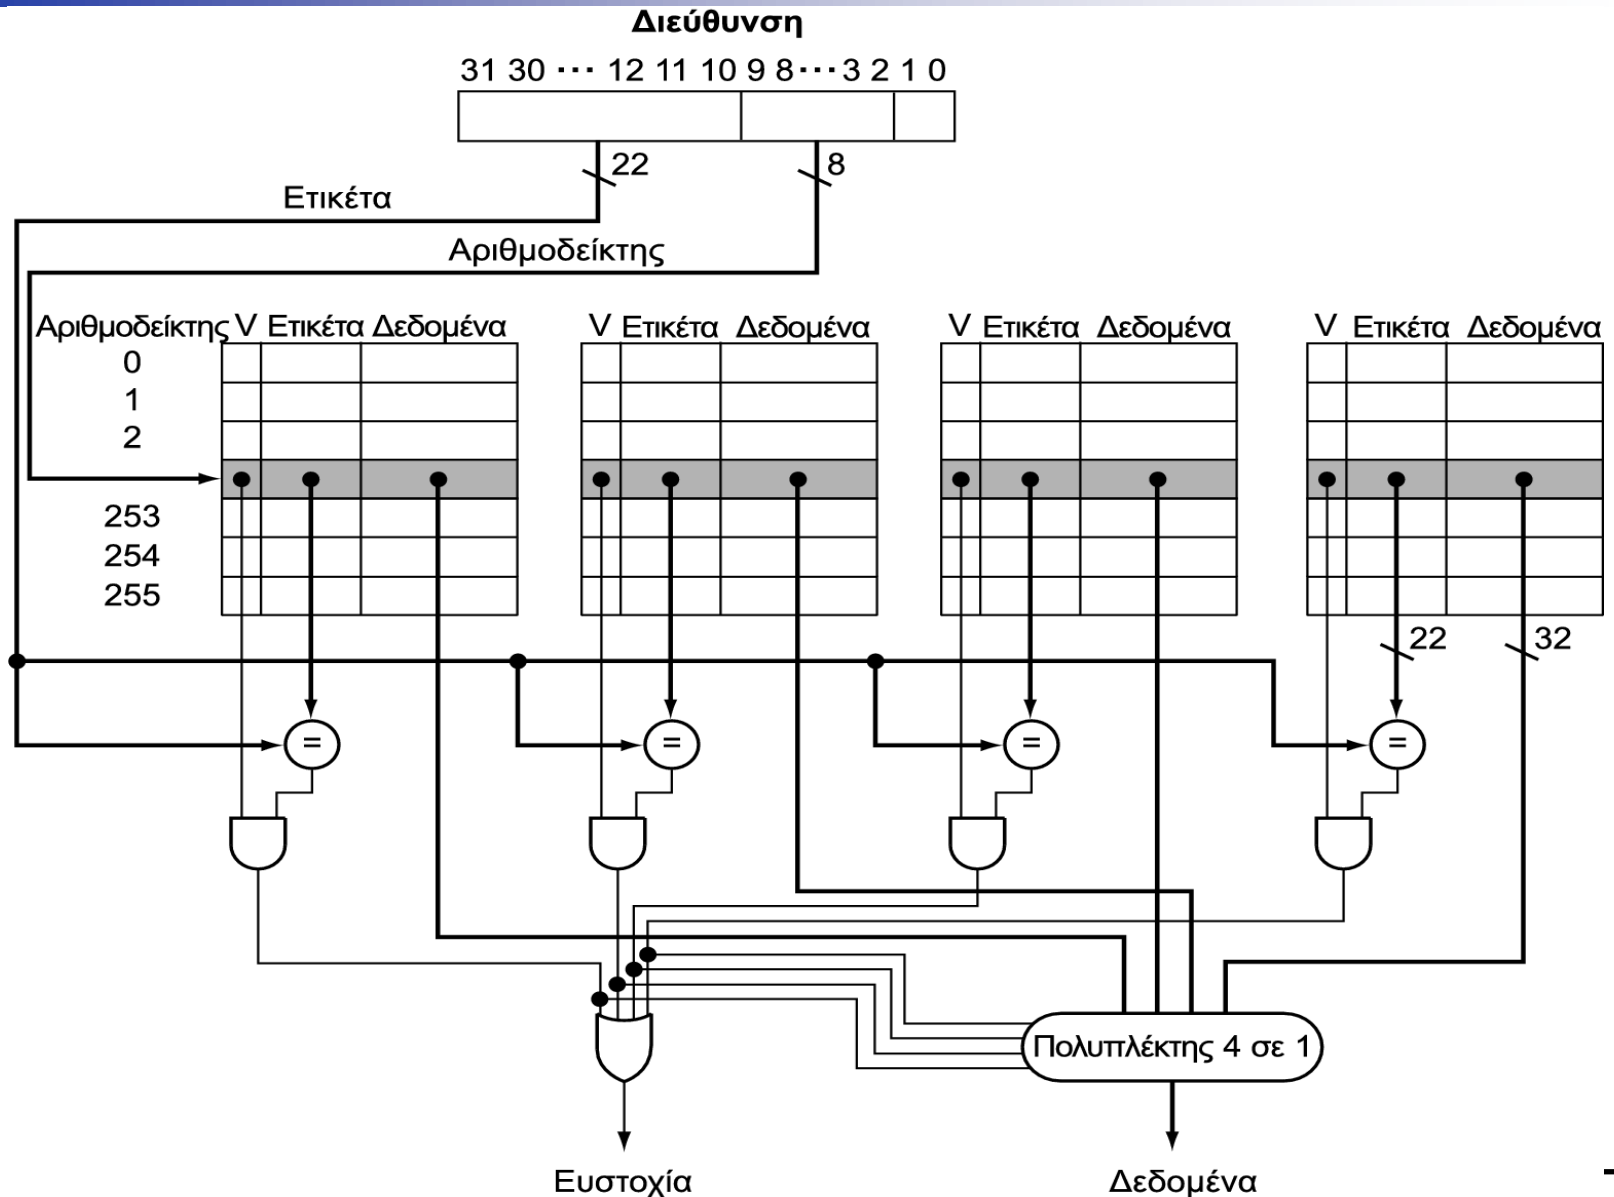 Διεύθυνση
31 30 ··· 12 11 10 9 8···3 2 1 0
22 8
Ετικέτα
Αριθμοδείκτης
Αριθμοδείκτης V Ετικέτα Δεδομένα V Ετικέτα Δεδομένα V Ετικέτα Δεδομένα V Ετικέτα Δεδομένα
0
1
2
253
254
255
22 32
= = = =
Πολυπλέκτης 4 σε 1
Ευστοχία Δεδομένα